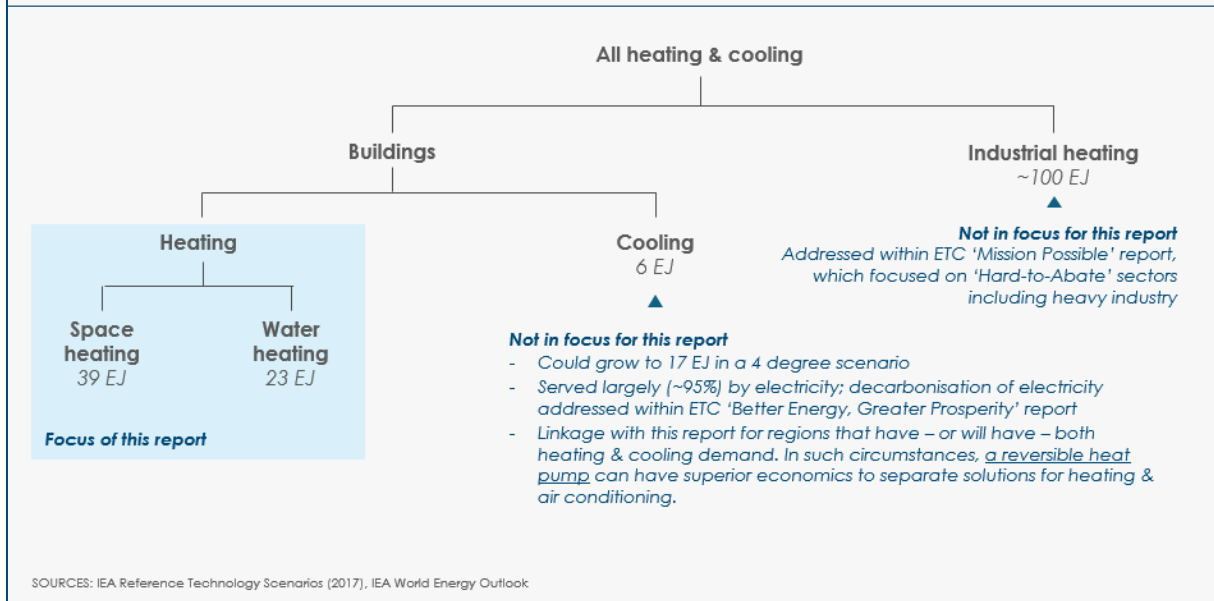 All heating & cooling
Buildings
Industrial heating
~100 EJ
Not in focus for this report
Addressed within ETC ‘Mission Possible’ report,
which focused on ‘Hard-to-Abate’ sectors
including heavy industry
Heating
Cooling
6 EJ
Space
heating
39 EJ
Water
heating
23 EJ
Focus of this report
Not in focus for this report
- Could grow to 17 EJ in a 4 degree scenario
- Served largely (~95%) by electricity; decarbonisation of electricity
addressed within ETC ‘Better Energy, Greater Prosperity’ report
- Linkage with this report for regions that have – or will have – both
heating & cooling demand. In such circumstances, a reversible heat
pump can have superior economics to separate solutions for heating &
air conditioning.
SOURCES: IEA Reference Technology Scenarios (2017), IEA World Energy Outlook